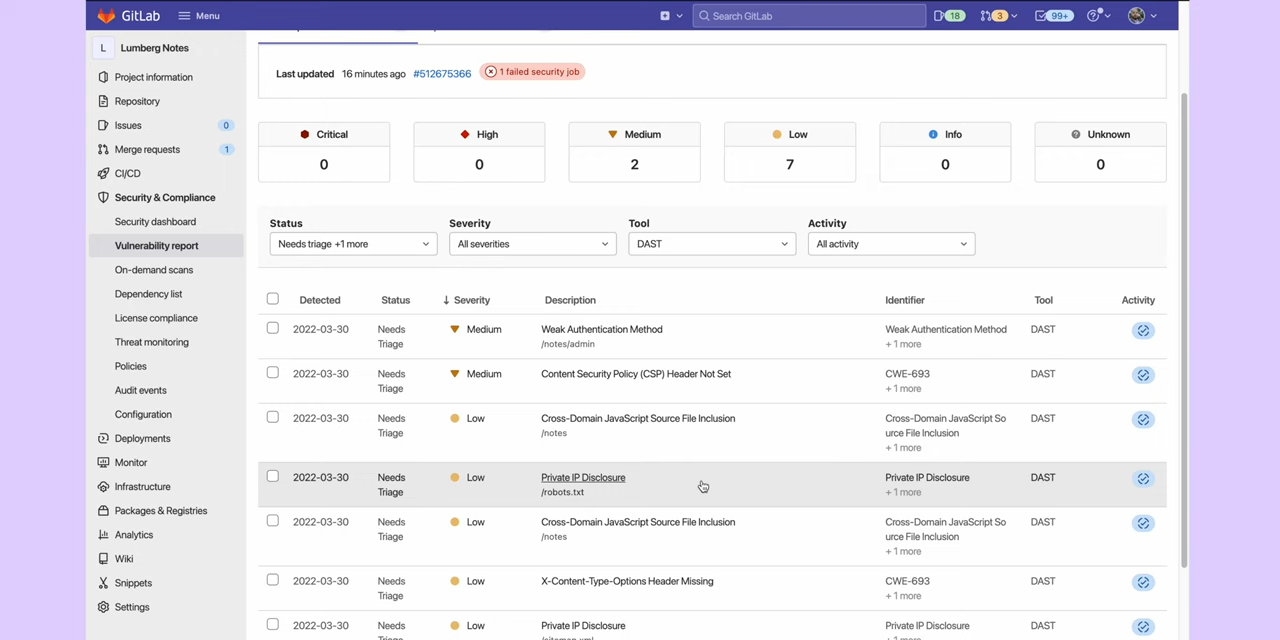 GitLab
Menu
Search GitLab
18
3
99+
L
Lumberg Notes
Project information
Repository
Issues
0
Merge requests
1
CI/CD
Security & Compliance
Security dashboard
Vulnerability report
On-demand scans
Dependency list
License compliance
Threat monitoring
Policies
Audit events
Configuration
Deployments
Monitor
Infrastructure
Packages & Registries
Analytics
Wiki
Snippets
Settings
Last updated 16 minutes ago #512675366 1 failed security job
Critical
0
High
0
Medium
2
Low
7
Info
0
Unknown
0
Status
Needs triage +1 more
Severity
All severities
Tool
DAST
Activity
All activity
Detected Status Severity Description Identifier Tool Activity
2022-03-30 Needs Medium Weak Authentication Method Weak Authentication Method DAST
Triage /notes/admin + 1 more
2022-03-30 Needs Medium Content Security Policy (CSP) Header Not Set CWE-693 DAST
Triage + 1 more
2022-03-30 Needs Low Cross-Domain JavaScript Source File Inclusion Cross-Domain JavaScript So DAST
Triage /notes urce File Inclusion
+ 1 more
2022-03-30 Needs Low Private IP Disclosure Private IP Disclosure DAST
Triage /robots.txt + 1 more
2022-03-30 Needs Low Cross-Domain JavaScript Source File Inclusion Cross-Domain JavaScript So DAST
Triage /notes urce File Inclusion
+ 1 more
2022-03-30 Needs Low X-Content-Type-Options Header Missing CWE-693 DAST
Triage + 1 more
2022-03-30 Needs Low Private IP Disclosure Private IP Disclosure DAST